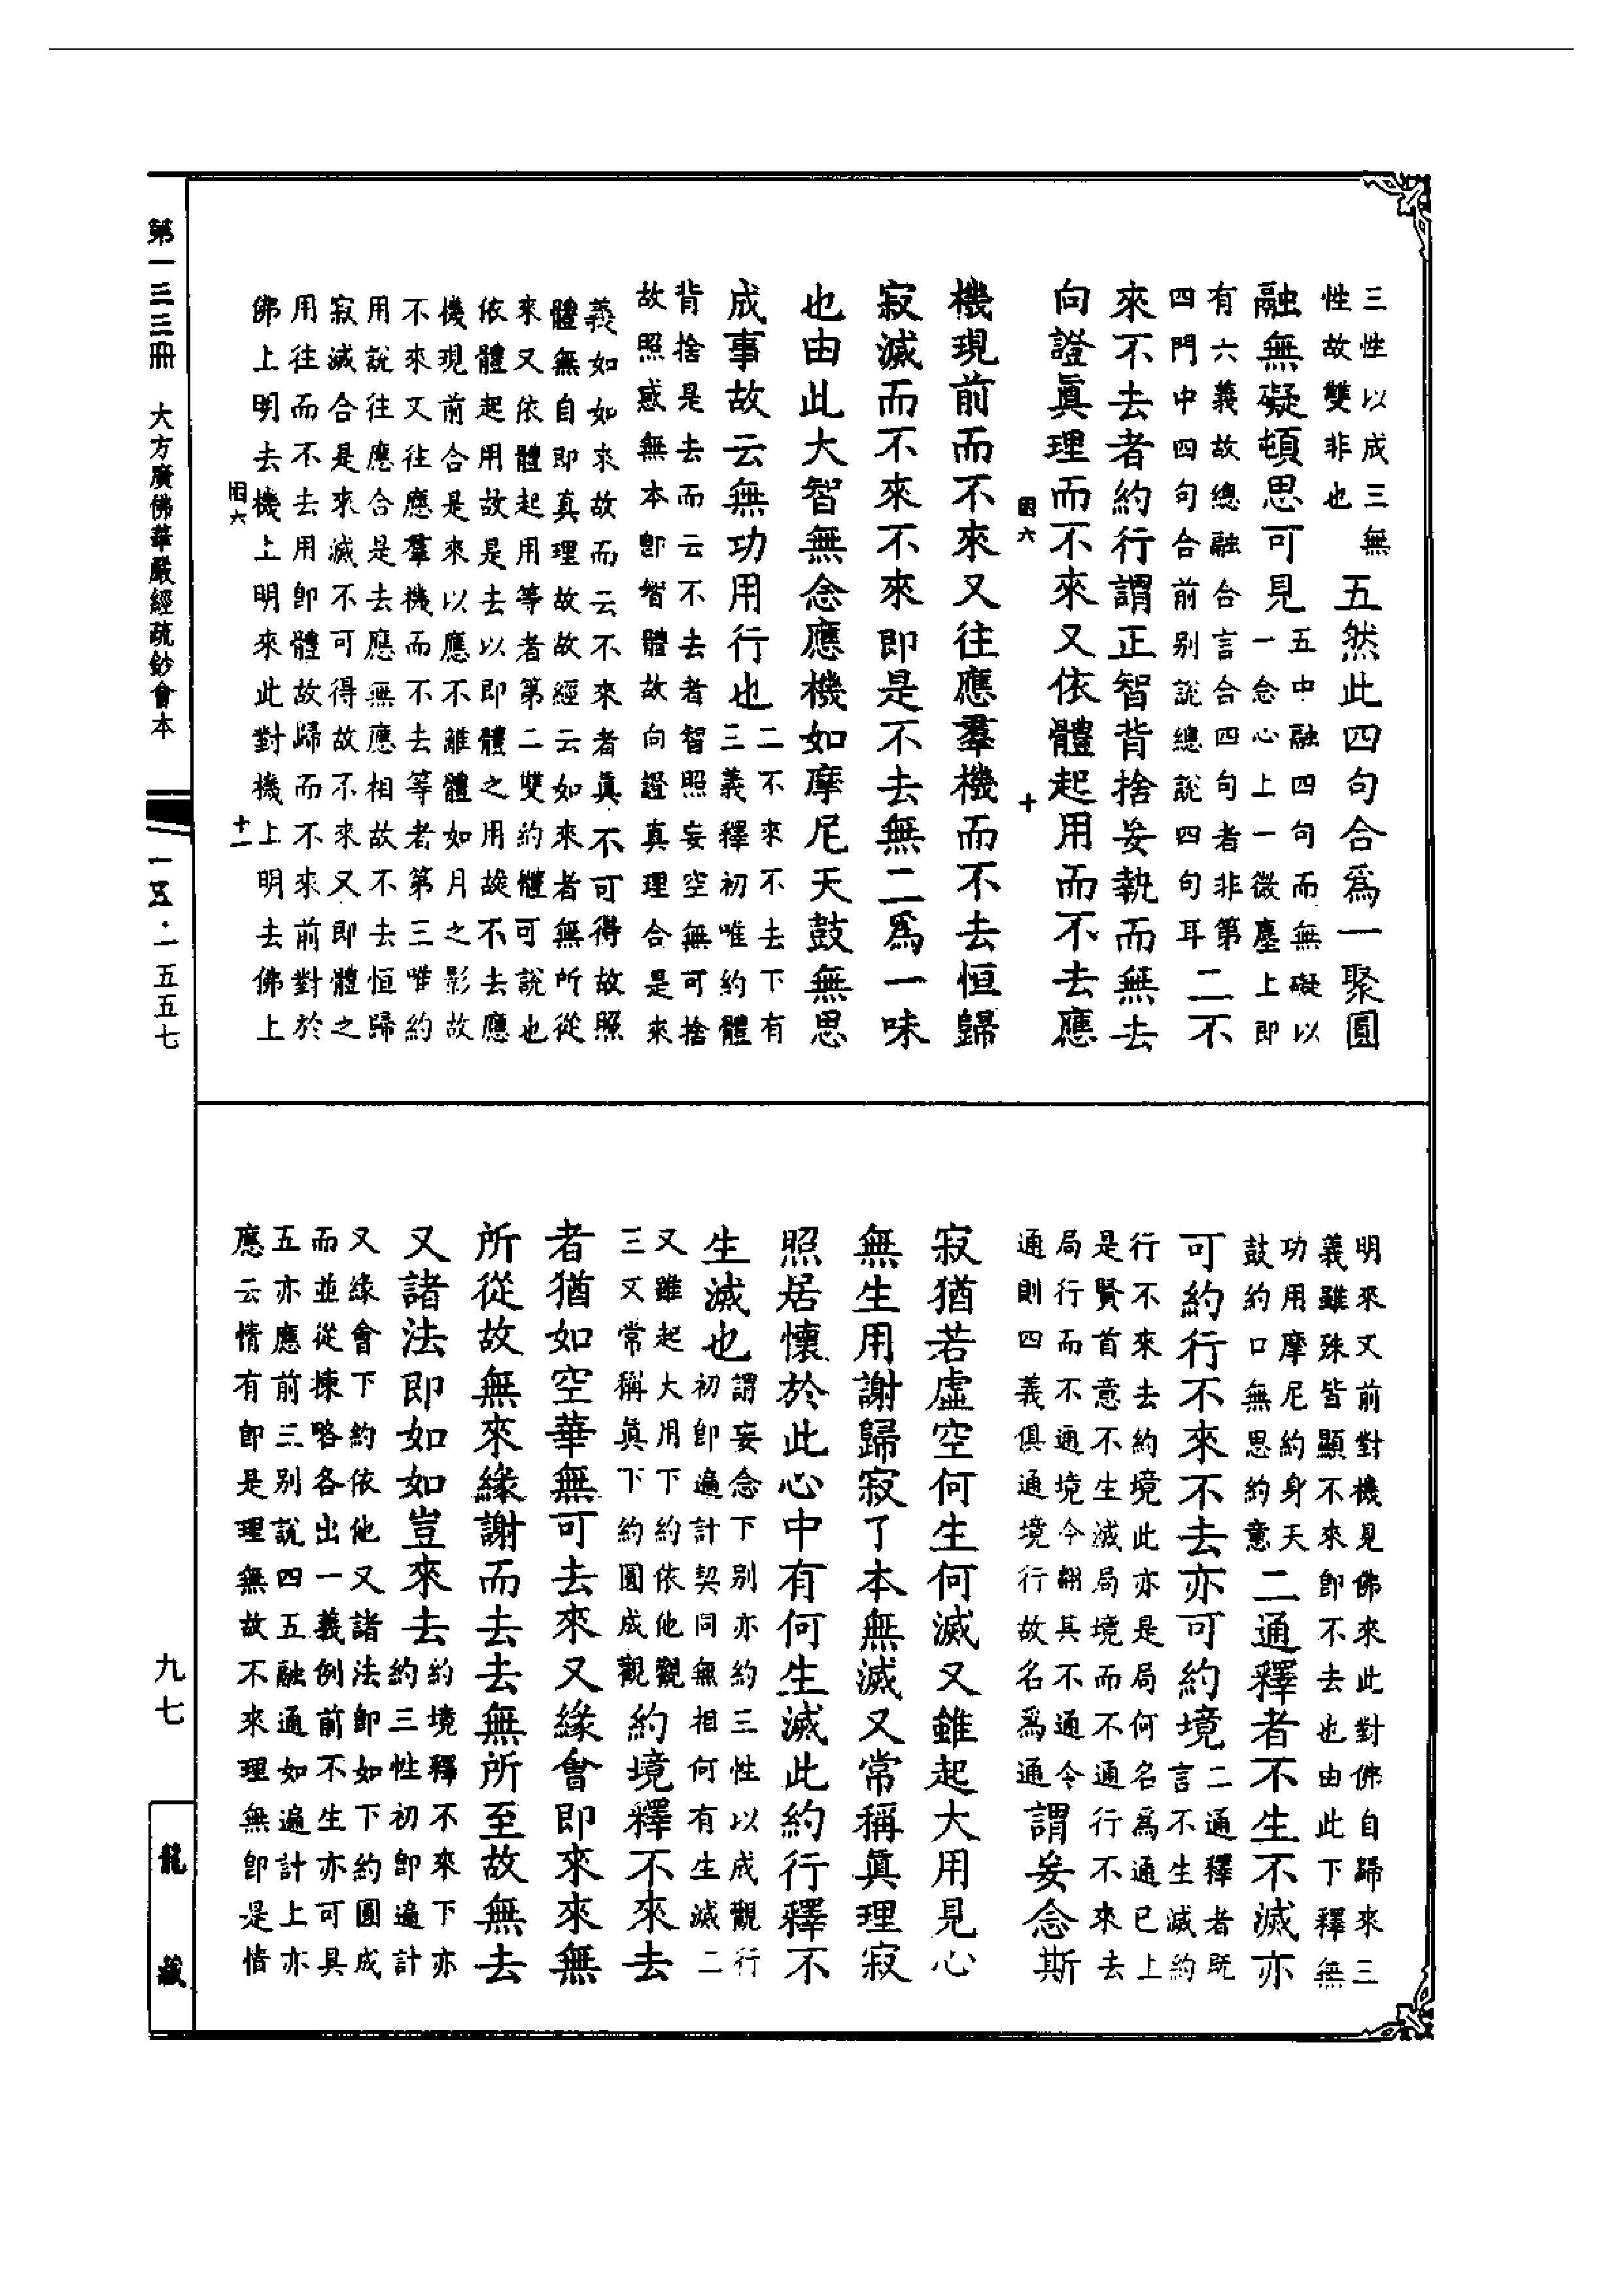 三性以成三無
性故雙非也
五然此四句合爲一聚圓
融無礙頓思可見
五中融四句而無礙以
一念心上一微塵上即
有六義故總融合言合四句者非第
四門中四句合前別說總說四句耳
二不
來不去者約行謂正智背捨妄執而無去
向證眞理而不來又依體起用而不去應
六 十
機現前而不來又往應羣機而不去恒歸
寂滅而不來不來即是不去無二爲一味
也由此大智無念應機如摩尼天鼓無思
成事故云無功用行也
二不來不去下有
三義釋初唯約體
背捨是去而云不去者智照妄空無可捨
故照惑無本即智體故向證真理合是來
義如如來故而云不來者眞不可得故照
體無自即真理故故經云如來者無所從
來又依體起用等者第二雙約體可說也
依體起用故是去以即體之用故不去應
機現前合是來以應不離體如月之影故
不來又往應羣機而不去等者第三唯約
用說往應合是去應無應相故不去恒歸
寂滅合是來滅不可得故不來又即體之
用往而不去用即體故歸而不來前對於
佛上明去機上明來此對機上明去佛上
六 十一
明來又前對機見佛來此對佛自歸來三
義雖殊皆顯不來即不去也由此下釋無
功用摩尼約身天
鼓約口無思約意
二通釋者不生不滅亦
可約行不來不去亦可約境
二通釋者既
言不生滅約
行不來去約境此亦是局何名爲通已上
是賢首意不生滅局境而不通行不來去
局行而不通境今翻其不通令
通則四義俱通境行故名爲通
謂妄念斯
寂猶若虛空何生何滅又雖起大用見心
無生用謝歸寂了本無滅又常稱眞理寂
照居懷於此心中有何生滅此約行釋不
生滅也
謂妄念下別亦約三性以成觀行
初即遍計契同無相何有生滅二
又雖起大用下約依他觀
三又常稱眞下約圓成觀
約境釋不來去
者猶如空華無可去來又緣會即來來無
所從故無來緣謝而去去無所至故無去
又諸法即如如豈來去
約境釋不來下亦
約三性初即遍計
又緣會下約依他又諸法即如下約圓成
而並從揀略各出一義例前不生亦可具
五亦應前三別說四五融通如遍計上亦
應云情有即是理無故不來理無即是情
第一三三冊 大方廣佛華嚴經疏鈔會本
一五五·一五五七
九七
龍藏